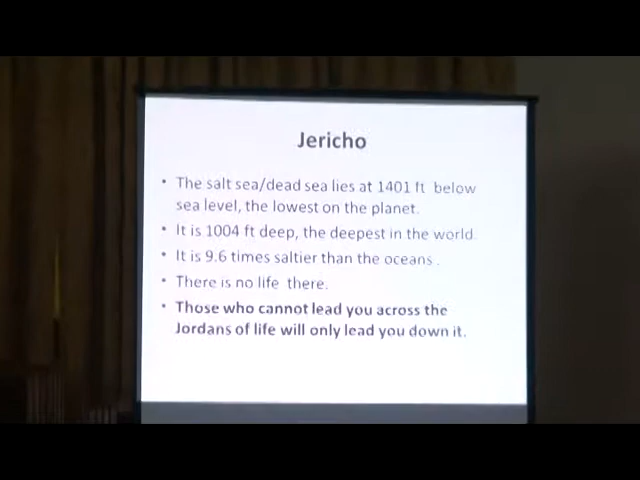 Jericho
• The salt sea/dead sea lies at 1401 ft below
sea level, the lowest on the planet.
• It is 1004 ft deep, the deepest in the world.
• It is 9.6 times saltier than the oceans .
• There is no life there.
• Those who cannot lead you across the
Jordans of life will only lead you down it.